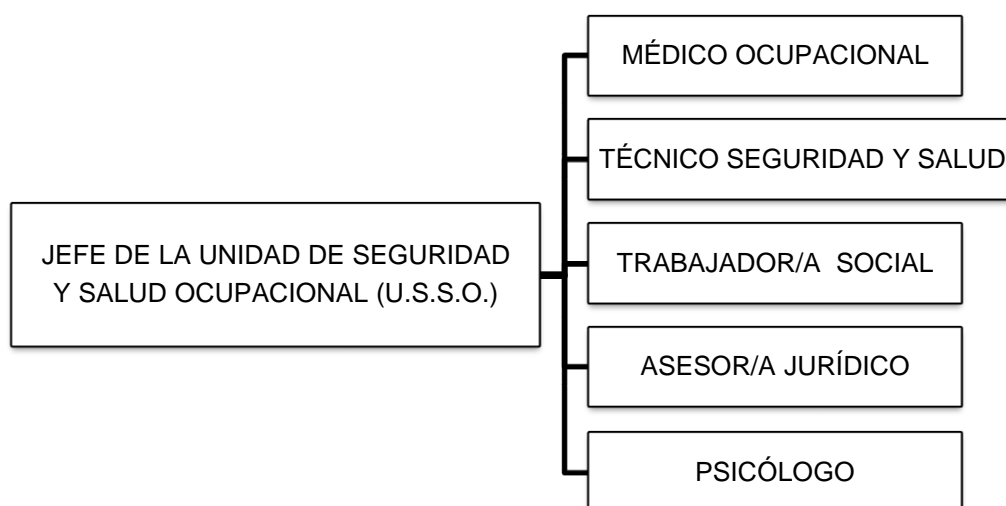 MÉDICO OCUPACIONAL
TÉCNICO SEGURIDAD Y SALUD
JEFE DE LA UNIDAD DE SEGURIDAD
Y SALUD OCUPACIONAL (U.S.S.O.)
TRABAJADOR/A SOCIAL
ASESOR/A JURÍDICO
PSICÓLOGO